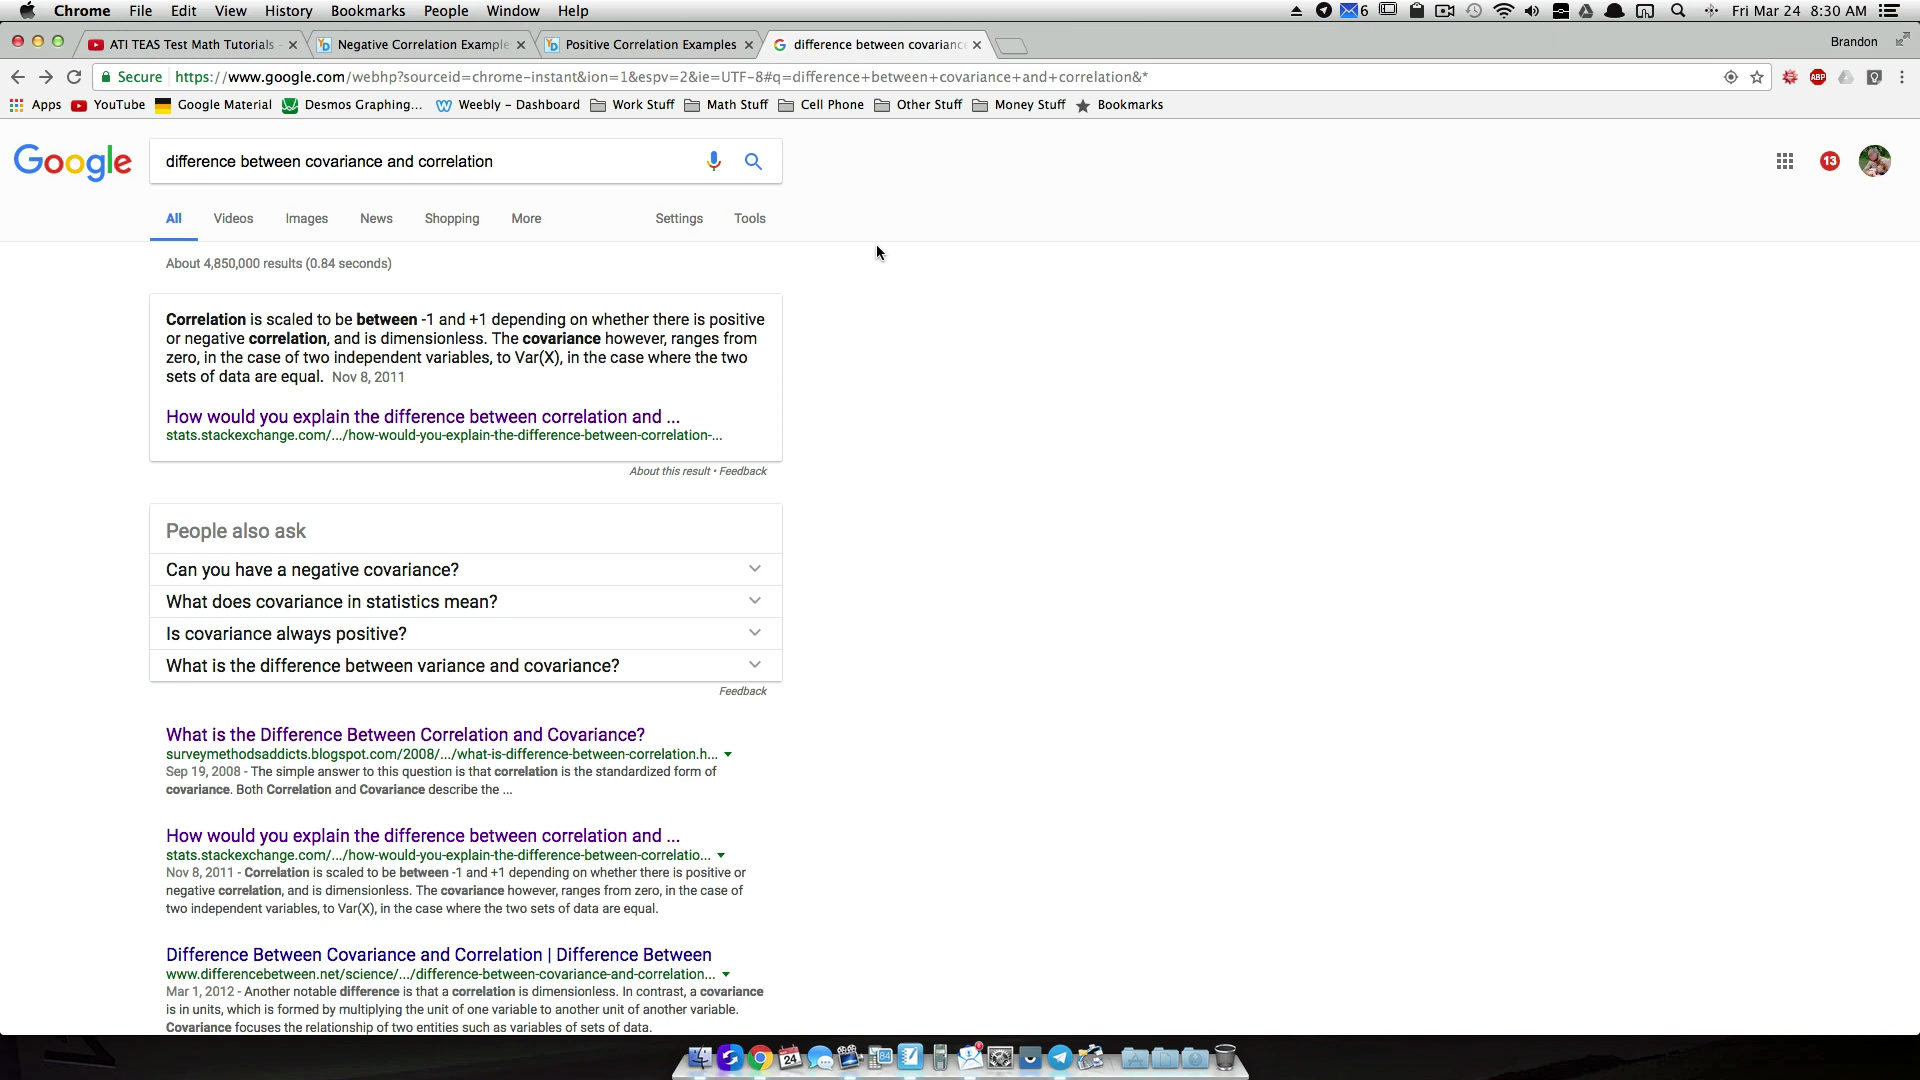 Chrome File Edit View History Bookmarks People Window Help 6 Fri Mar 24 8:30 AM
ATI TEAS Test Math Tutorials Negative Correlation Example Positive Correlation Examples difference between covarianc Brandon
Secure https://www.google.com/webhp?sourceid=chrome-instant&ion=1&espv=2&ie=UTF-8#q=difference+between+covariance+and+correlation&* ABP
Apps YouTube Google Material Desmos Graphing... Weebly - Dashboard Work Stuff Math Stuff Cell Phone Other Stuff Money Stuff Bookmarks
Google difference between covariance and correlation 13
All Videos Images News Shopping More Settings Tools
About 4,850,000 results (0.84 seconds)
Correlation is scaled to be between -1 and +1 depending on whether there is positive
or negative correlation, and is dimensionless. The covariance however, ranges from
zero, in the case of two independent variables, to Var(X), in the case where the two
sets of data are equal. Nov 8, 2011
How would you explain the difference between correlation and ...
stats.stackexchange.com/.../how-would-you-explain-the-difference-between-correlation-...
About this result • Feedback
People also ask
Can you have a negative covariance?
What does covariance in statistics mean?
Is covariance always positive?
What is the difference between variance and covariance?
Feedback
What is the Difference Between Correlation and Covariance?
surveymethodsaddicts.blogspot.com/2008/.../what-is-difference-between-correlation.h...
Sep 19, 2008 - The simple answer to this question is that correlation is the standardized form of
covariance. Both Correlation and Covariance describe the ...
How would you explain the difference between correlation and ...
stats.stackexchange.com/.../how-would-you-explain-the-difference-between-correlatio...
Nov 8, 2011 - Correlation is scaled to be between -1 and +1 depending on whether there is positive or
negative correlation, and is dimensionless. The covariance however, ranges from zero, in the case of
two independent variables, to Var(X), in the case where the two sets of data are equal.
Difference Between Covariance and Correlation | Difference Between
www.differencebetween.net/science/.../difference-between-covariance-and-correlation...
Mar 1, 2012 - Another notable difference is that a correlation is dimensionless. In contrast, a covariance
is in units, which is formed by multiplying the unit of one variable to another unit of another variable.
Covariance focuses the relationship of two entities such as variables of sets of data.
24 84